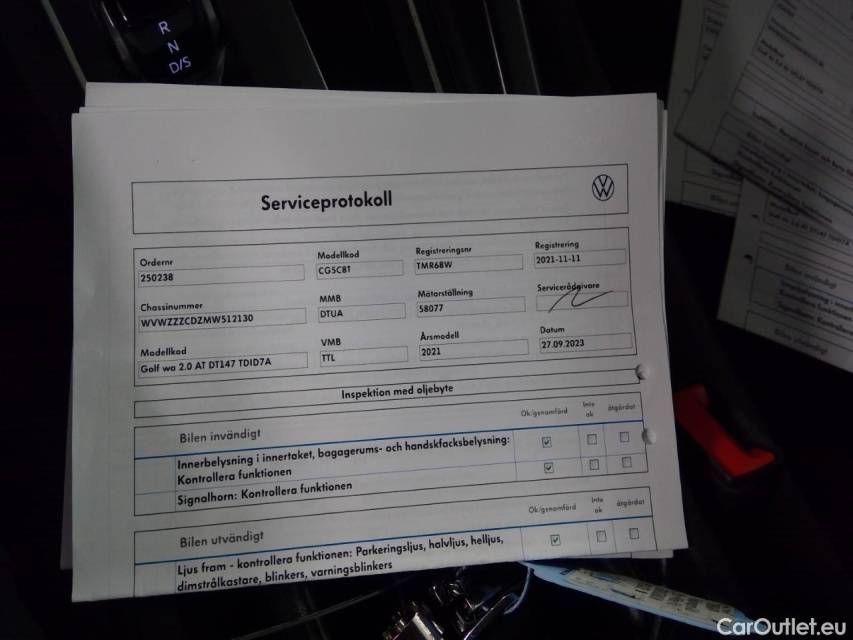 R
N
D/S
Serviceprotokoll
Ordernr
250238
Modellkod
CG5C8T
Registreringsnr
TMR68W
Registrering
2021-11-11
Chassinummer
WVWZZZCDZMW512130
MMB
DTUA
Mätarställning
58077
Servicerådgivare
Modellkod
Golf wa 2.0 AT DT147 TDID7A
VMB
TTL
Årsmodell
2021
Datum
27.09.2023
Inspektion med oljebyte
Bilen invändigt
Ok/genomförd Inte ok åtgärdat
Innerbelysning i innertaket, bagagerums- och handskfacksbelysning:
Kontrollera funktionen
Signalhorn: Kontrollera funktionen
Bilen utvändigt
Ok/genomförd Inte ok åtgärdat
Ljus fram - kontrollera funktionen: Parkeringsljus, halvljus, helljus,
dimstrålkastare, blinkers, varningsblinkers
CarOutlet.eu